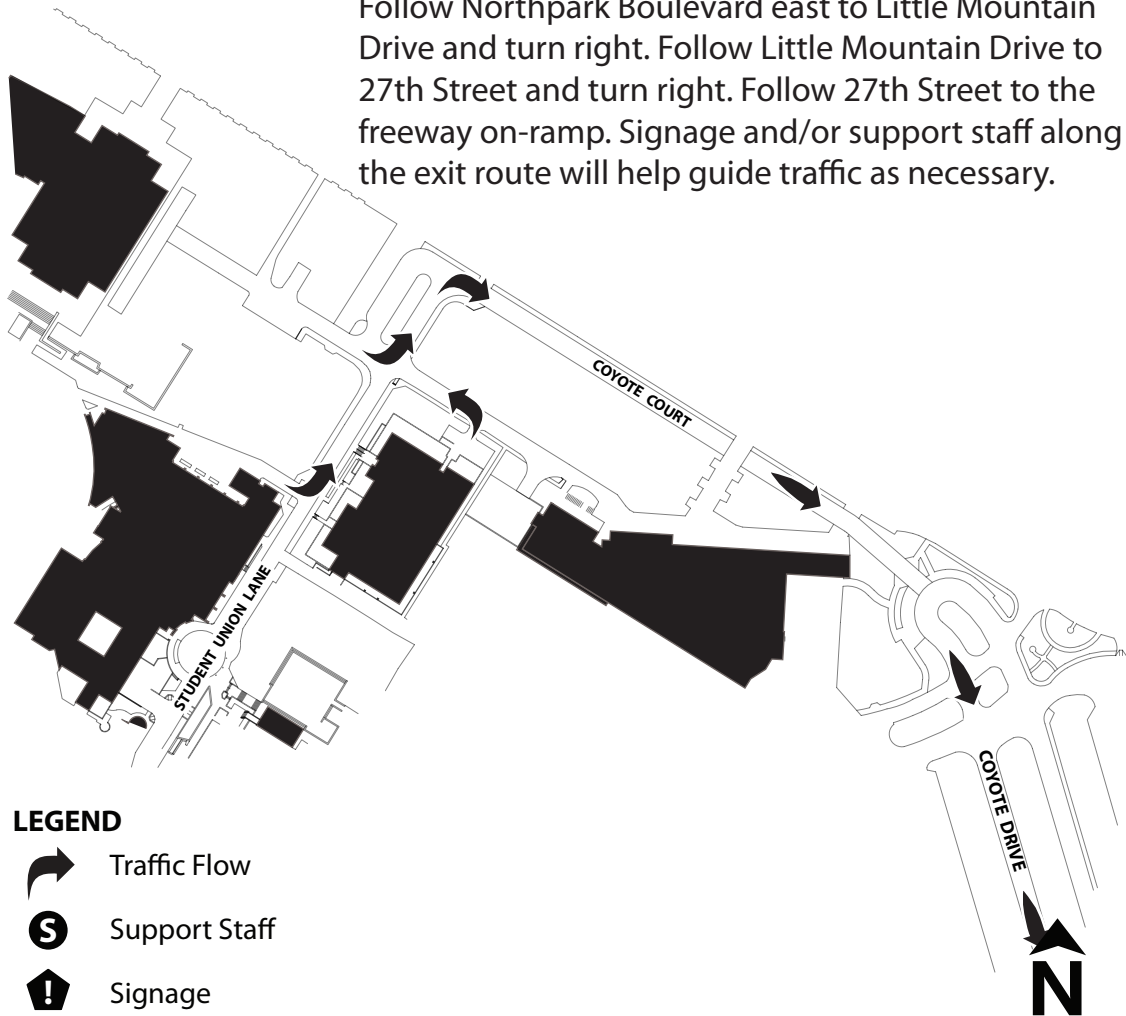 Follow Northpark Boulevard east to Little Mountain
Drive and turn right. Follow Little Mountain Drive to
27th Street and turn right. Follow 27th Street to the
freeway on-ramp. Signage and/or support staff along
the exit route will help guide traffic as necessary.
COYOTE COURT
STUDENT UNION LANE
COYOTE DRIVE
LEGEND
Traffic Flow
S Support Staff
! Signage
N